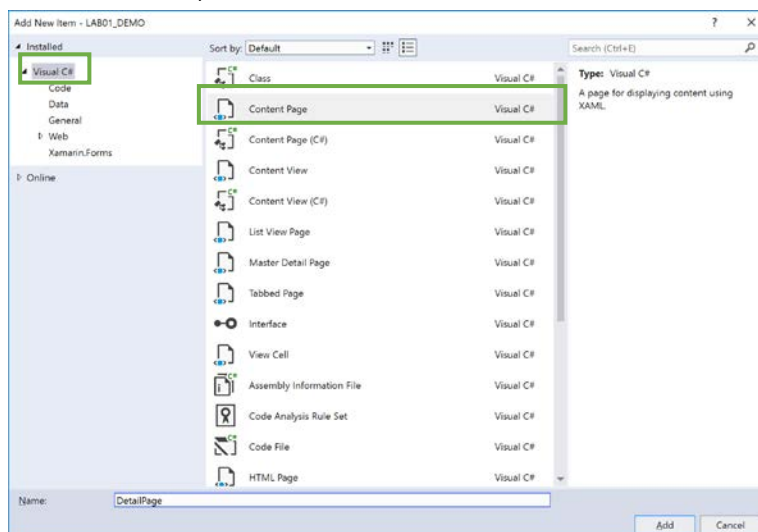 Add New Item - LAB01_DEMO ? ×
Installed
Sort by: Default
Search (Ctrl+E)
Visual C#
Code
Data
General
Web
Xamarin.Forms
Online
Class Visual C#
Content Page Visual C#
Content Page (C#) Visual C#
Content View Visual C#
Content View (C#) Visual C#
List View Page Visual C#
Master Detail Page Visual C#
Tabbed Page Visual C#
Interface Visual C#
View Cell Visual C#
Assembly Information File Visual C#
Code Analysis Rule Set Visual C#
Code File Visual C#
HTML Page Visual C#
Type: Visual C#
A page for displaying content using
XAML.
Name: DetailPage
Add Cancel